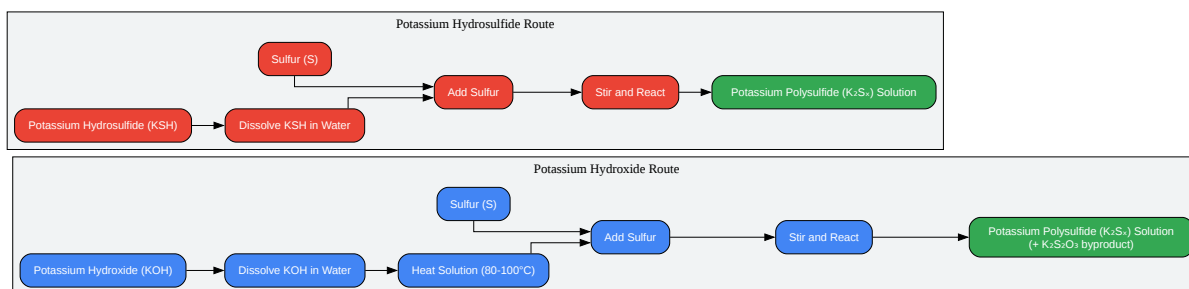 Potassium Hydrosulfide Route
Sulfur (S)
Add Sulfur
Stir and React
Potassium Polysulfide (K₂Sₓ) Solution
Potassium Hydrosulfide (KSH)
Dissolve KSH in Water
Potassium Hydroxide Route
Sulfur (S)
Add Sulfur
Stir and React
Potassium Polysulfide (K₂Sₓ) Solution
(+ K₂S₂O₃ byproduct)
Potassium Hydroxide (KOH)
Dissolve KOH in Water
Heat Solution (80-100°C)